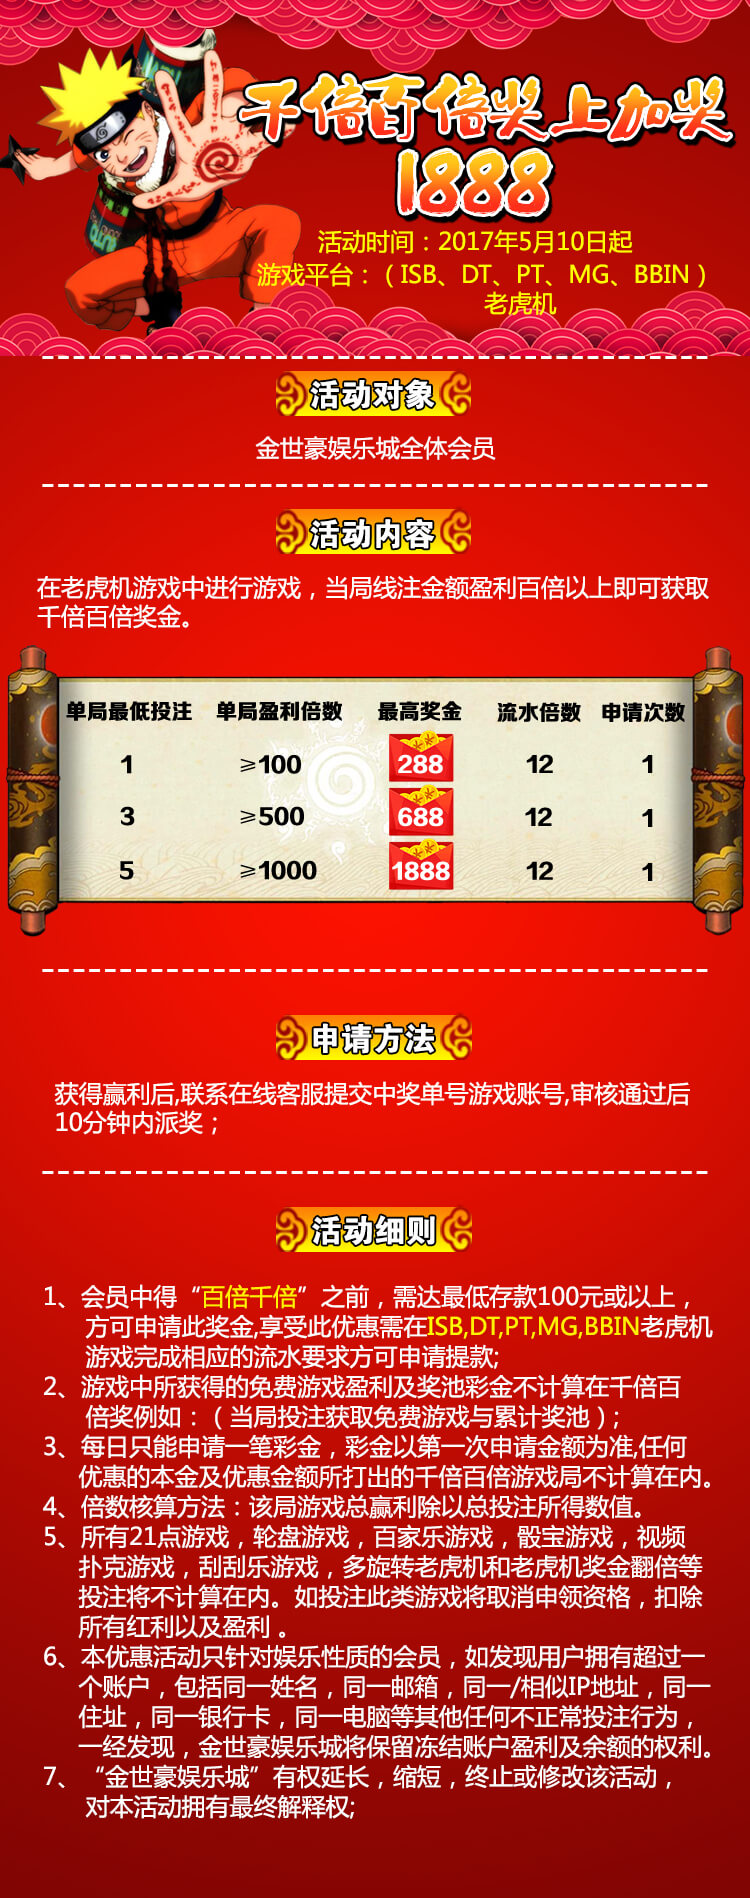 千倍百倍奖上加奖
1888
活动时间：2017年5月10日起
游戏平台：（ISB、DT、PT、MG、BBIN）
老虎机
活动对象
金世豪娱乐城全体会员
活动内容
在老虎机游戏中进行游戏，当局线注金额盈利百倍以上即可获取
千倍百倍奖金。
单局最低投注 单局盈利倍数 最高奖金 流水倍数 申请次数
1 ≥100 288 12 1
3 ≥500 688 12 1
5 ≥1000 1888 12 1
申请方法
获得赢利后,联系在线客服提交中奖单号游戏账号,审核通过后
10分钟内派奖；
活动细则
1、会员中得“百倍千倍”之前，需达最低存款100元或以上，
方可申请此奖金,享受此优惠需在ISB,DT,PT,MG,BBIN老虎机
游戏完成相应的流水要求方可申请提款;
2、游戏中所获得的免费游戏盈利及奖池彩金不计算在千倍百
倍奖例如：（当局投注获取免费游戏与累计奖池）;
3、每日只能申请一笔彩金，彩金以第一次申请金额为准,任何
优惠的本金及优惠金额所打出的千倍百倍游戏局不计算在内。
4、倍数核算方法：该局游戏总赢利除以总投注所得数值。
5、所有21点游戏，轮盘游戏，百家乐游戏，骰宝游戏，视频
扑克游戏，刮刮乐游戏，多旋转老虎机和老虎机奖金翻倍等
投注将不计算在内。如投注此类游戏将取消申领资格，扣除
所有红利以及盈利 。
6、本优惠活动只针对娱乐性质的会员，如发现用户拥有超过一
个账户，包括同一姓名，同一邮箱，同一/相似IP地址，同一
住址，同一银行卡，同一电脑等其他任何不正常投注行为，
一经发现，金世豪娱乐城将保留冻结账户盈利及余额的权利。
7、“金世豪娱乐城”有权延长，缩短，终止或修改该活动，
对本活动拥有最终解释权;